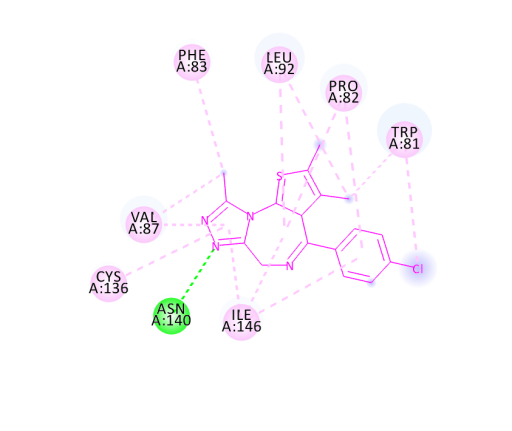 PHE
A:83
LEU
A:92
PRO
A:82
TRP
A:81
S
N
N
VAL
A:87
N
N
Cl
CYS
A:136
ASN
A:140
ILE
A:146